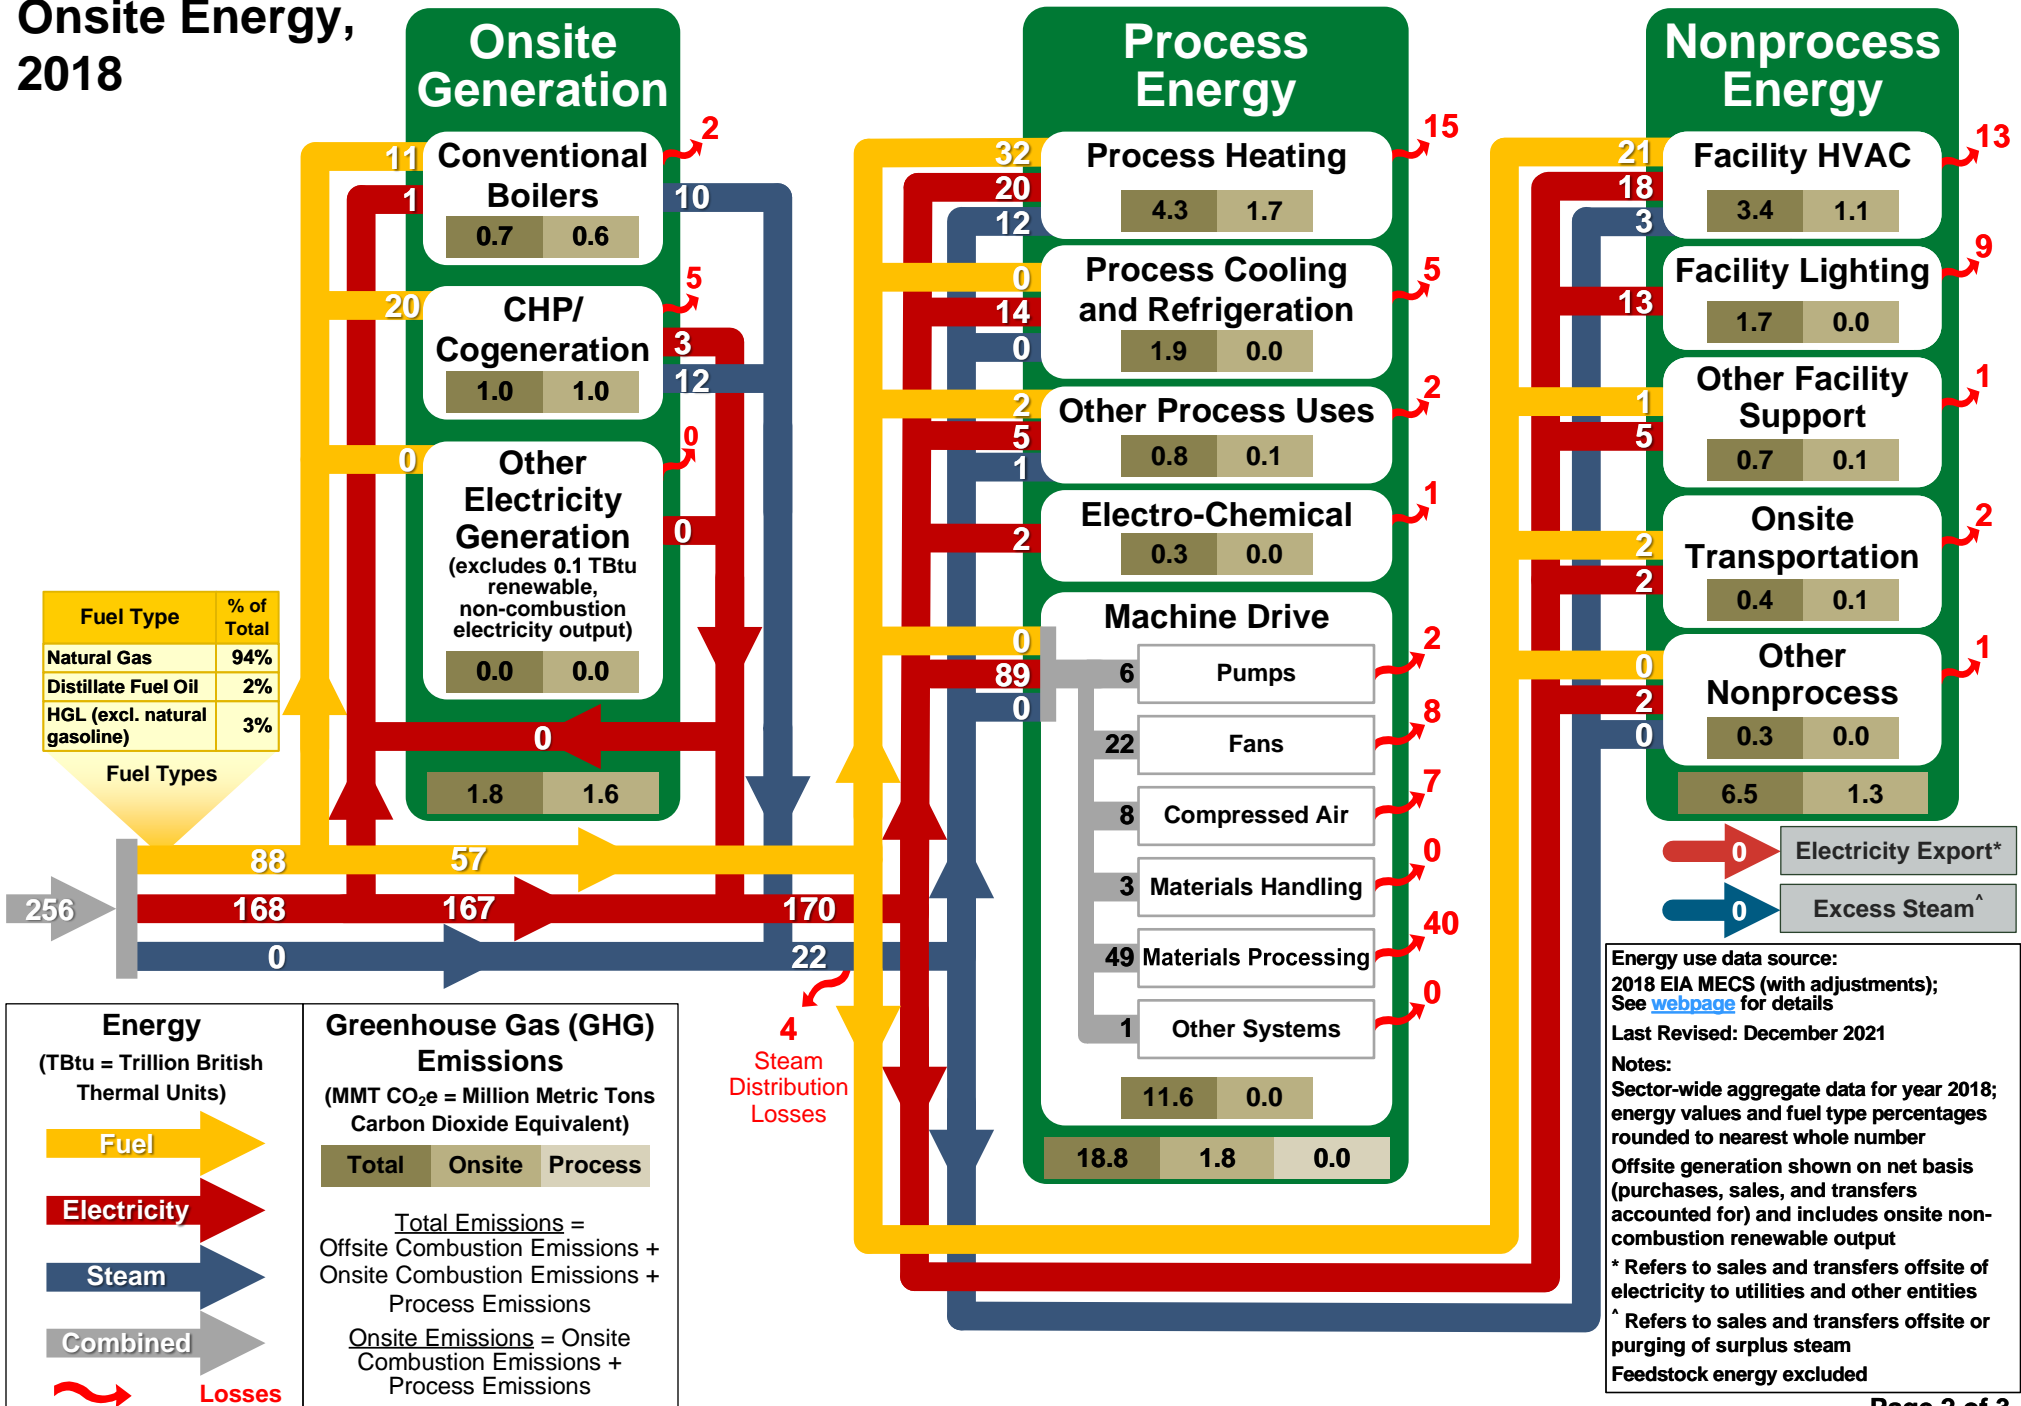 Onsite Energy,
2018
Onsite
Generation
2
11
Conventional
Boilers
1
10
0.7 0.6
5
20
CHP/
Cogeneration
3
12
1.0 1.0
0
0
Other
Electricity
Generation
(excludes 0.1 TBtu
renewable,
non-combustion
electricity output)
0
0.0 0.0
0
1.8 1.6
Fuel Type % of
Total
Natural Gas 94%
Distillate Fuel Oil 2%
HGL (excl. natural
gasoline) 3%
Fuel Types
256
88 57
168 167 170
0 22
4
Steam
Distribution
Losses
Process
Energy
15
32
20
12
Process Heating
4.3 1.7
5
0
14
0
Process Cooling
and Refrigeration
1.9 0.0
2
2
5
1
Other Process Uses
0.8 0.1
1
2
Electro-Chemical
0.3 0.0
Machine Drive
0
89
0
6 Pumps 2
22 Fans 8
8 Compressed Air 7
3 Materials Handling 0
49 Materials Processing 40
1 Other Systems 0
11.6 0.0
18.8 1.8 0.0
Nonprocess
Energy
13
21
18
3
Facility HVAC
3.4 1.1
9
13
Facility Lighting
1.7 0.0
1
1
5
Other Facility
Support
0.7 0.1
2
2
2
Onsite
Transportation
0.4 0.1
1
0
2
0
Other
Nonprocess
0.3 0.0
6.5 1.3
0 Electricity Export*
0 Excess Steam^
Energy
(TBtu = Trillion British
Thermal Units)
Fuel
Electricity
Steam
Combined
Losses
Greenhouse Gas (GHG)
Emissions
(MMT CO₂e = Million Metric Tons
Carbon Dioxide Equivalent)
Total Onsite Process
Total Emissions =
Offsite Combustion Emissions +
Onsite Combustion Emissions +
Process Emissions
Onsite Emissions = Onsite
Combustion Emissions +
Process Emissions
Energy use data source:
2018 EIA MECS (with adjustments);
See webpage for details
Last Revised: December 2021
Notes:
Sector-wide aggregate data for year 2018;
energy values and fuel type percentages
rounded to nearest whole number
Offsite generation shown on net basis
(purchases, sales, and transfers
accounted for) and includes onsite non-
combustion renewable output
* Refers to sales and transfers offsite of
electricity to utilities and other entities
^ Refers to sales and transfers offsite or
purging of surplus steam
Feedstock energy excluded
Page 2 of 3